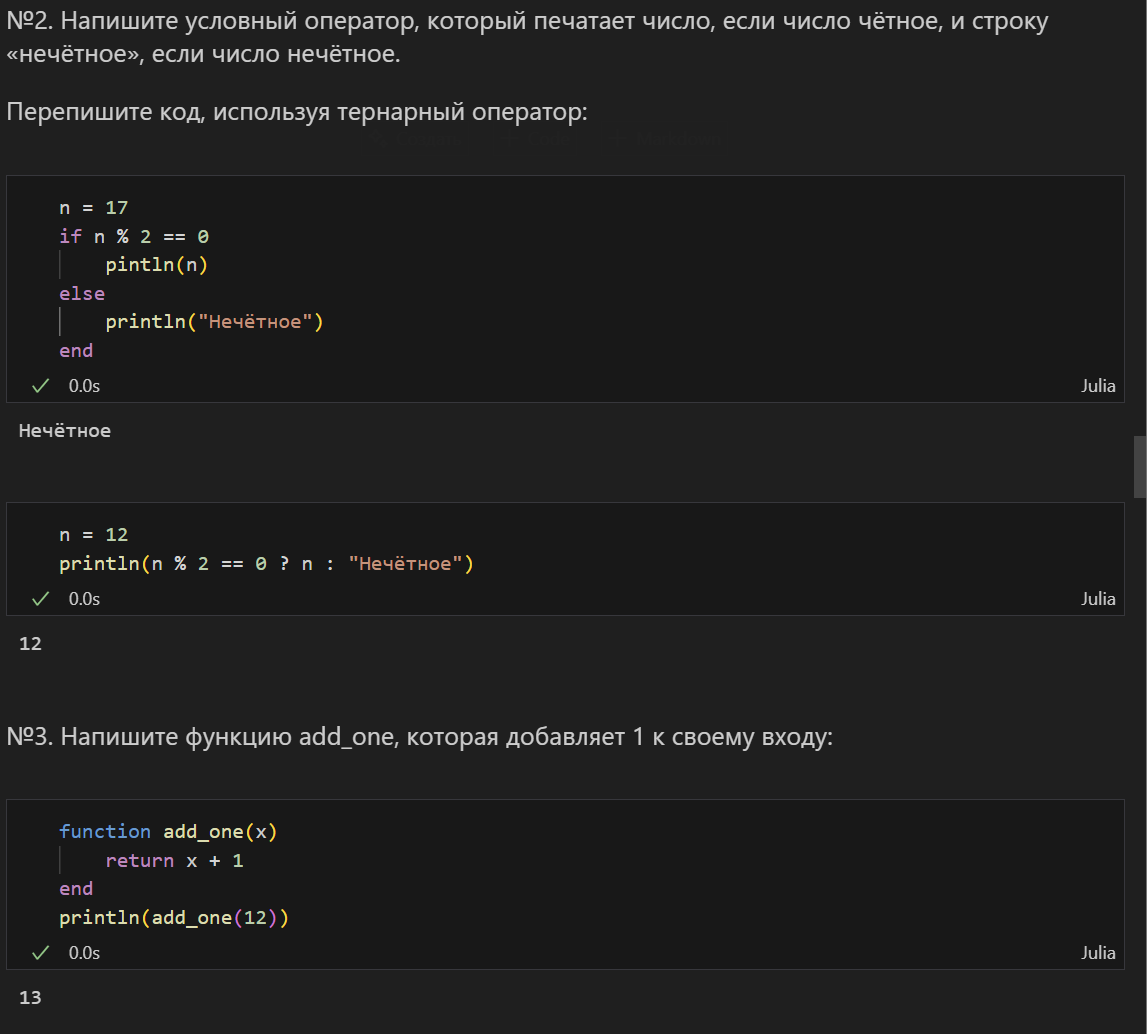 №2. Напишите условный оператор, который печатает число, если число чётное, и строку
«нечётное», если число нечётное.
Перепишите код, используя тернарный оператор:
n = 17
if n % 2 == 0
    pintln(n)
else
    println("Нечётное")
end
0.0s
Julia
Нечётное
n = 12
println(n % 2 == 0 ? n : "Нечётное")
0.0s
Julia
12
№3. Напишите функцию add_one, которая добавляет 1 к своему входу:
function add_one(x)
    return x + 1
end
println(add_one(12))
0.0s
Julia
13